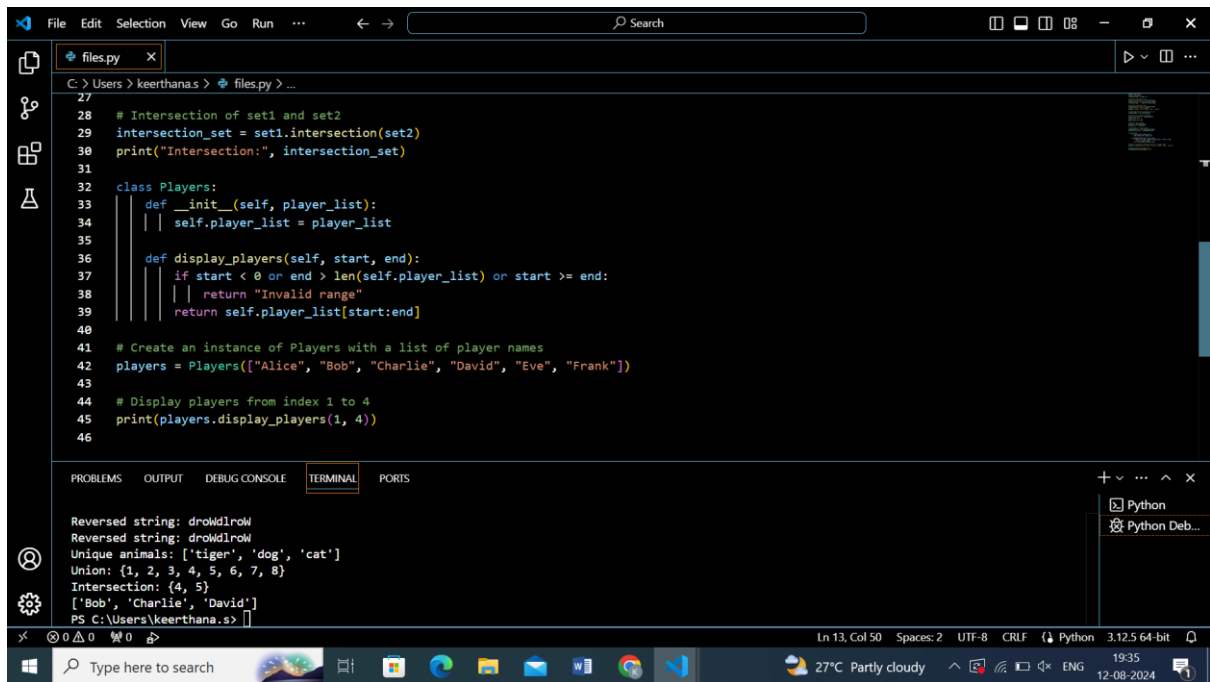 File Edit Selection View Go Run ··· ← → Search
files.py ×
C: > Users > keerthana.s > files.py > ...
27
28 # Intersection of set1 and set2
29 intersection_set = set1.intersection(set2)
30 print("Intersection:", intersection_set)
31
32 class Players:
33 def __init__(self, player_list):
34 self.player_list = player_list
35
36 def display_players(self, start, end):
37 if start < 0 or end > len(self.player_list) or start >= end:
38 return "Invalid range"
39 return self.player_list[start:end]
40
41 # Create an instance of Players with a list of player names
42 players = Players(["Alice", "Bob", "Charlie", "David", "Eve", "Frank"])
43
44 # Display players from index 1 to 4
45 print(players.display_players(1, 4))
46
PROBLEMS OUTPUT DEBUG CONSOLE TERMINAL PORTS
Python
Python Deb...
Reversed string: droWdlroW
Reversed string: droWdlroW
Unique animals: ['tiger', 'dog', 'cat']
Union: {1, 2, 3, 4, 5, 6, 7, 8}
Intersection: {4, 5}
['Bob', 'Charlie', 'David']
PS C:\Users\keerthana.s>
0 0 0 Ln 13, Col 50 Spaces: 2 UTF-8 CRLF Python 3.12.5 64-bit
Type here to search 27°C Partly cloudy ENG 19:35
12-08-2024 1